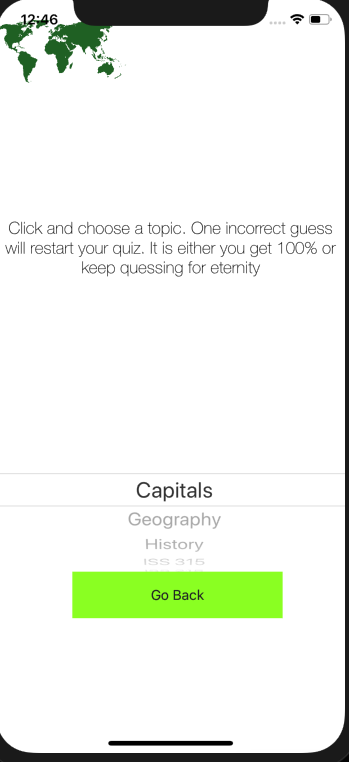 12:46
Click and choose a topic. One incorrect guess
will restart your quiz. It is either you get 100% or
keep quessing for eternity
Capitals
Geography
History
ISS 315
Go Back